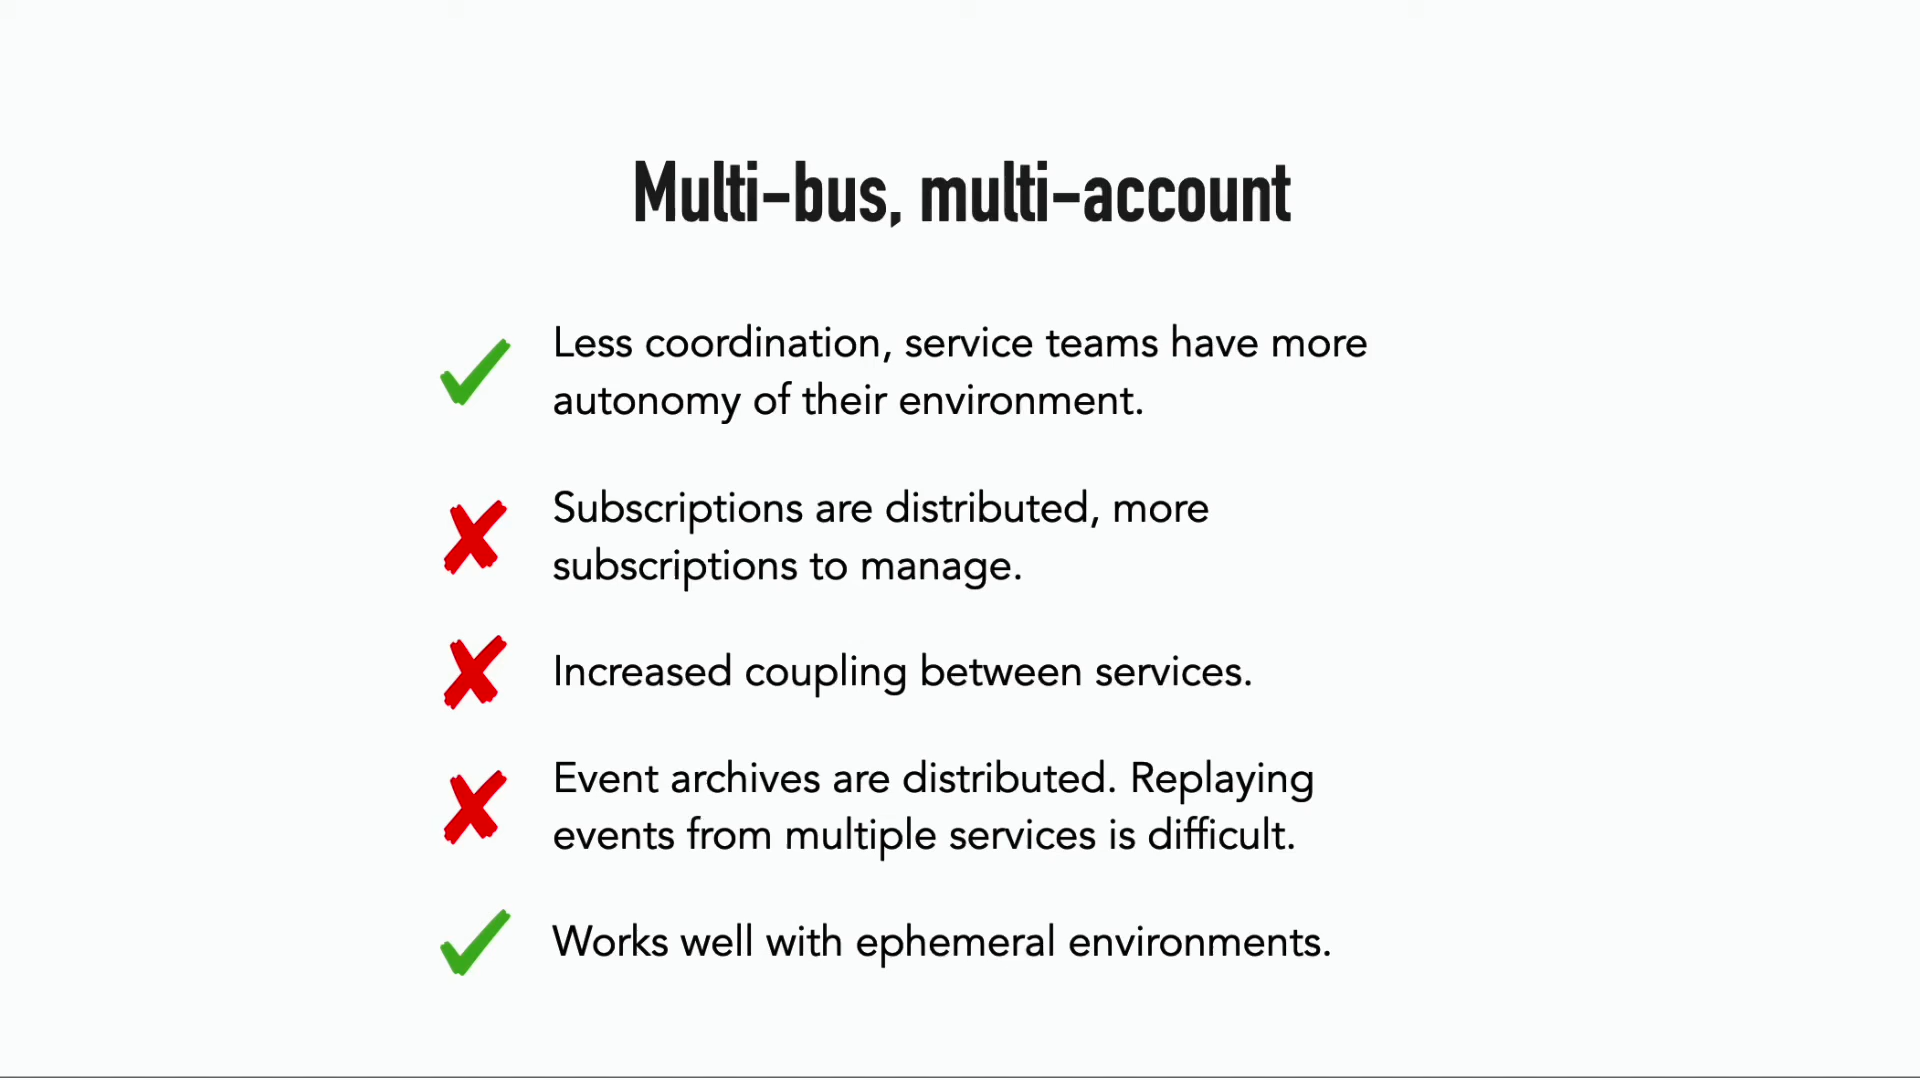 Multi-bus, multi-account
Less coordination, service teams have more
autonomy of their environment.
Subscriptions are distributed, more
subscriptions to manage.
Increased coupling between services.
Event archives are distributed. Replaying
events from multiple services is difficult.
Works well with ephemeral environments.